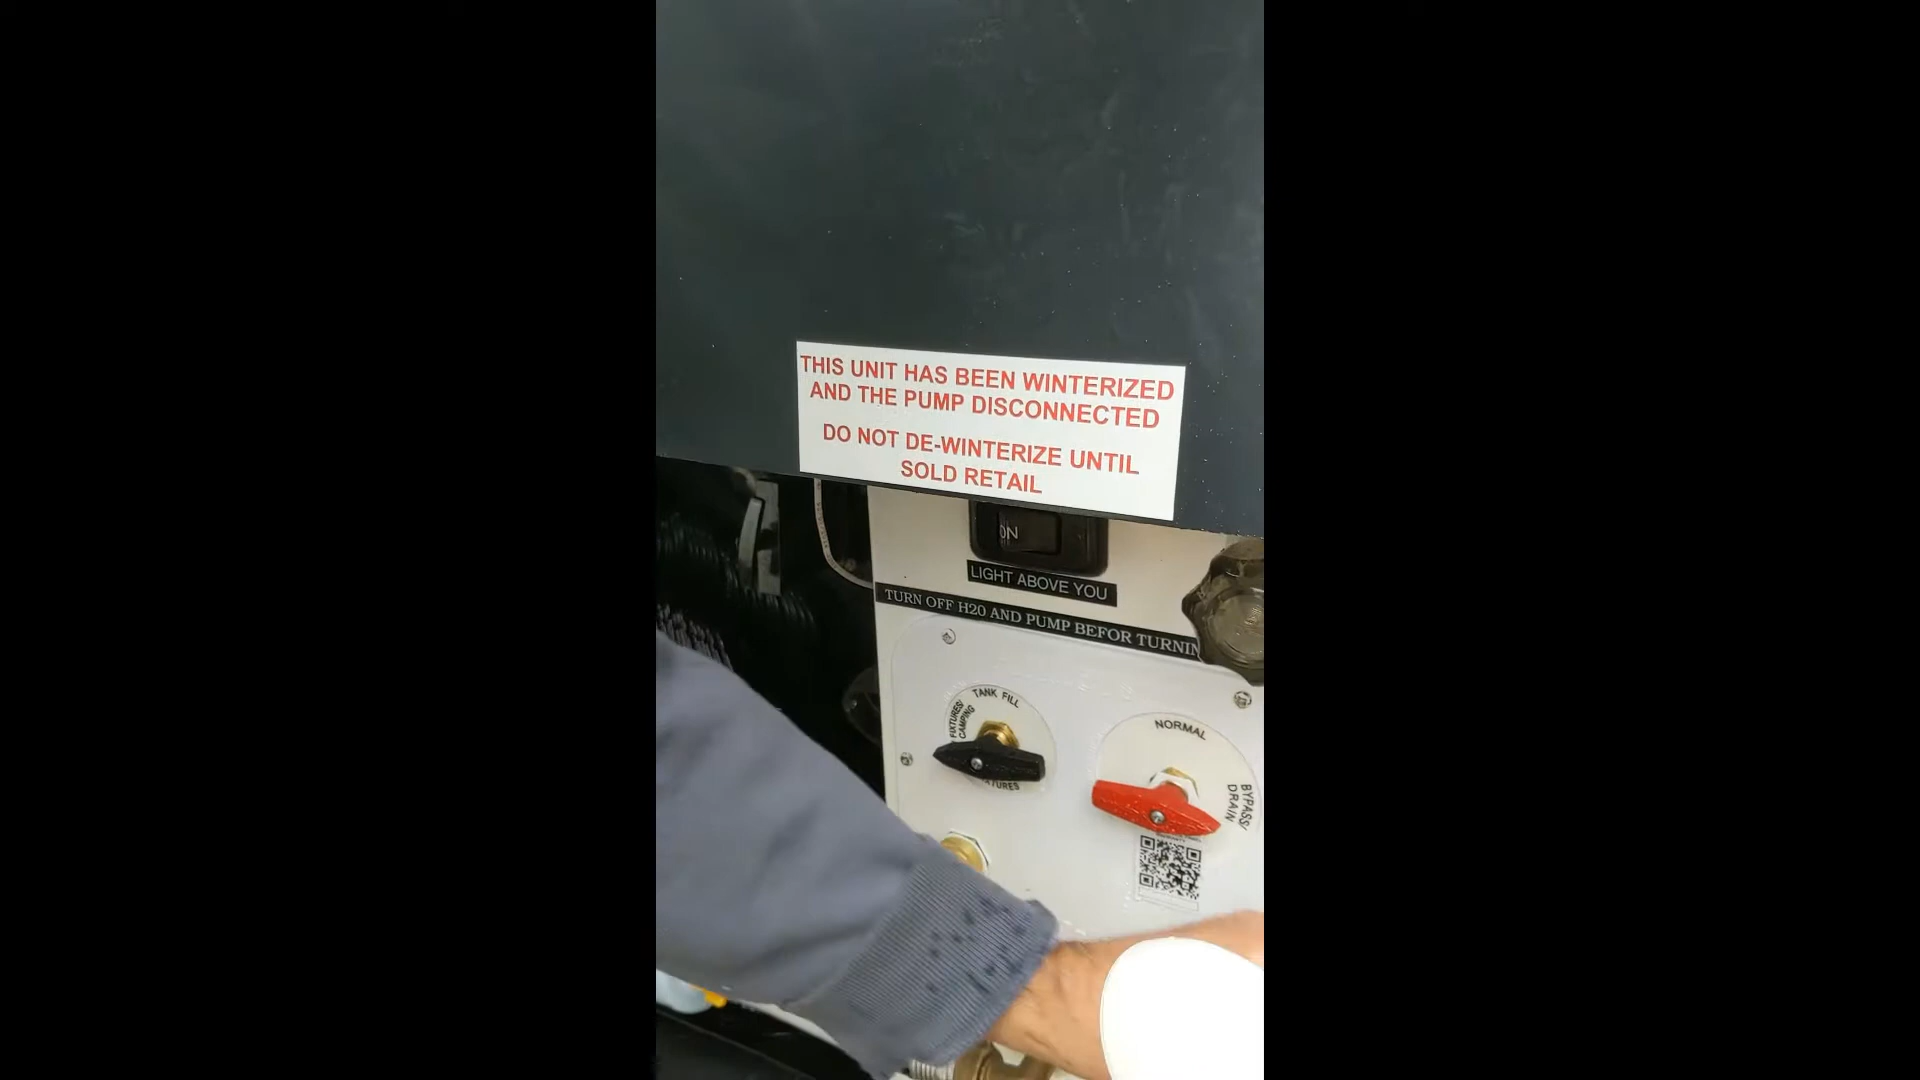 THIS UNIT HAS BEEN WINTERIZED
AND THE PUMP DISCONNECTED
DO NOT DE-WINTERIZE UNTIL
SOLD RETAIL
ON
LIGHT ABOVE YOU
TURN OFF H20 AND PUMP BEFOR
TANK FILL
FIXTURES/
CAMPING
NORMAL
BYPASS/
DRAIN